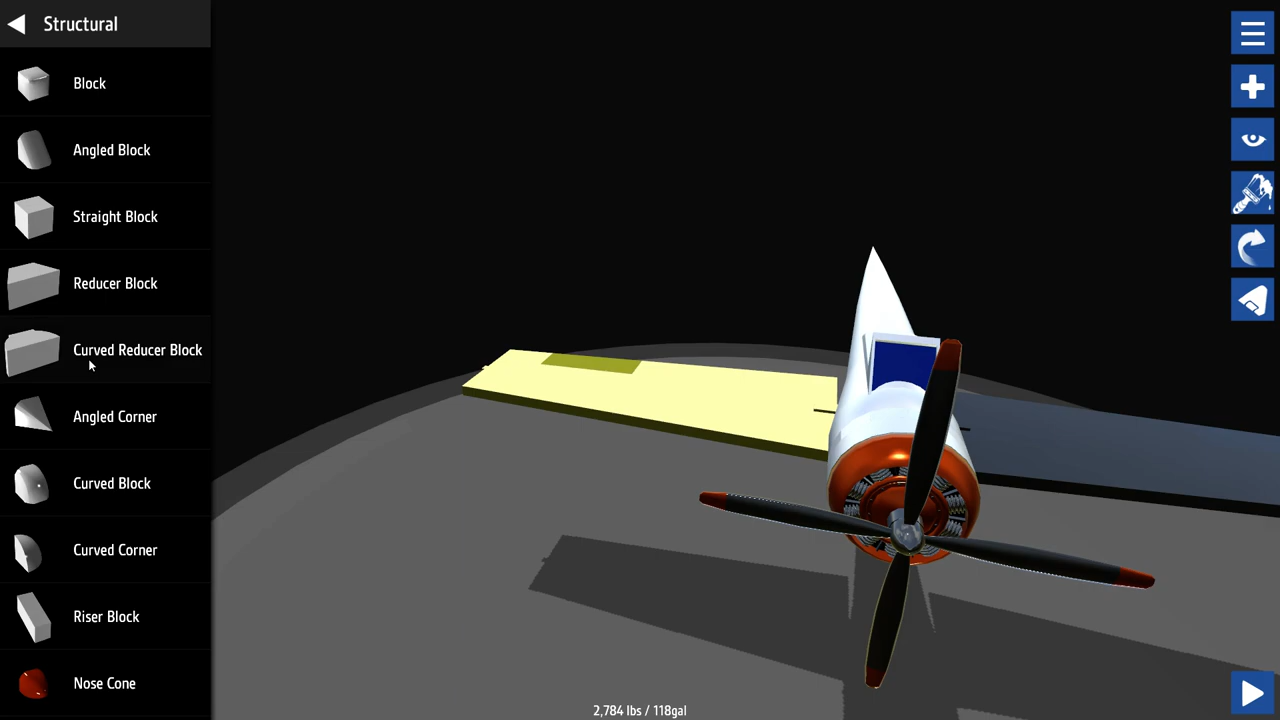 Structural
Block
Angled Block
Straight Block
Reducer Block
Curved Reducer Block
Angled Corner
Curved Block
Curved Corner
Riser Block
Nose Cone
2,784 lbs / 118gal